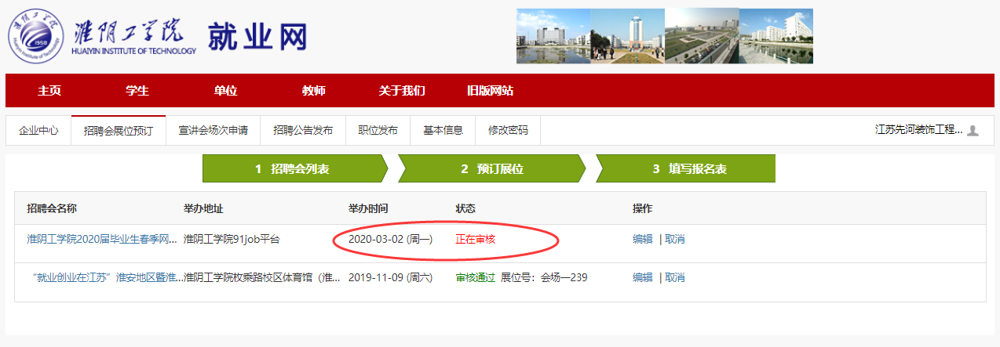 淮阴工学院
HUAIYIN INSTITUTE OF TECHNOLOGY
就业网
淮阴工学院
1958
Huaiyin Institute of Technology
主页 学生 单位 教师 关于我们 旧版网站
企业中心 招聘会展位预订 宣讲会场次申请 招聘公告发布 职位发布 基本信息 修改密码 江苏先河装饰工程...
1 招聘会列表 2 预订展位 3 填写报名表
招聘会名称 举办地址 举办时间 状态 操作
淮阴工学院2020届毕业生春季网... 淮阴工学院91job平台 2020-03-02 (周一) 正在审核 编辑 | 取消
“就业创业在江苏”淮安地区暨淮... 淮阴工学院枚乘路校区体育馆（淮... 2019-11-09 (周六) 审核通过 展位号：会场一239 编辑 | 取消